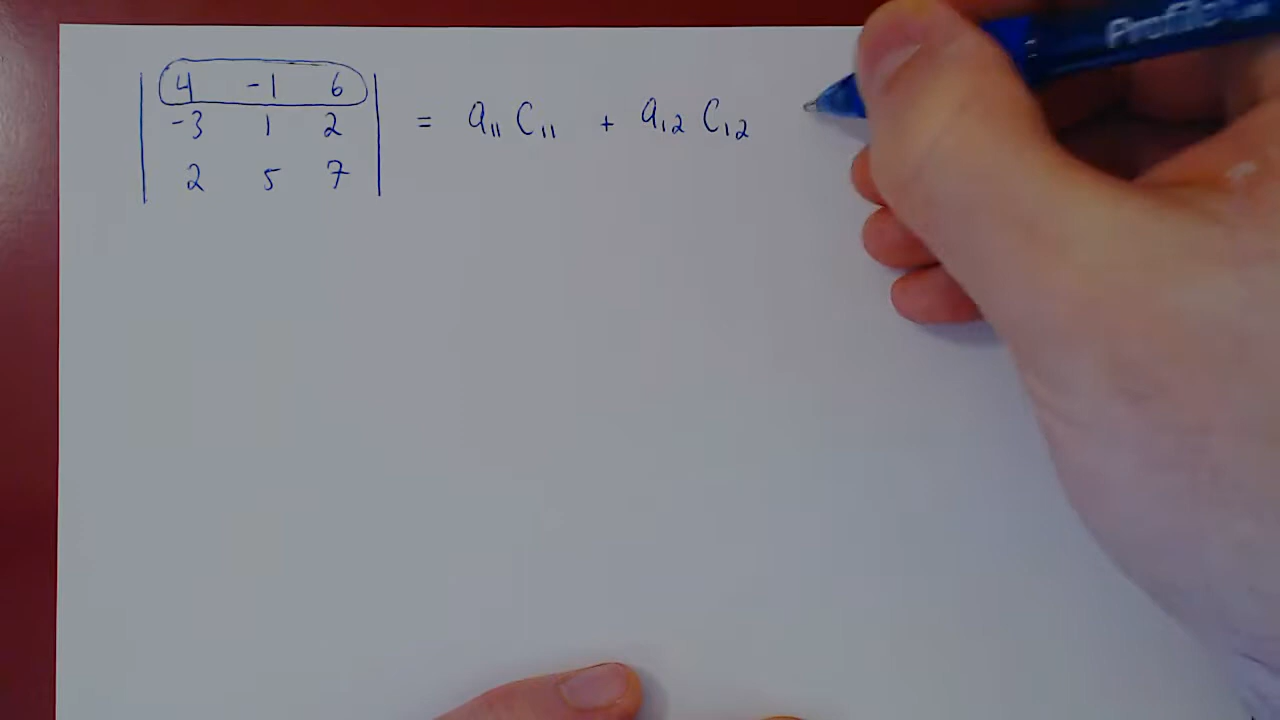 | 4 -1 6 |
| -3 1 2 | = a₁₁ C₁₁ + a₁₂ C₁₂
| 2 5 7 |